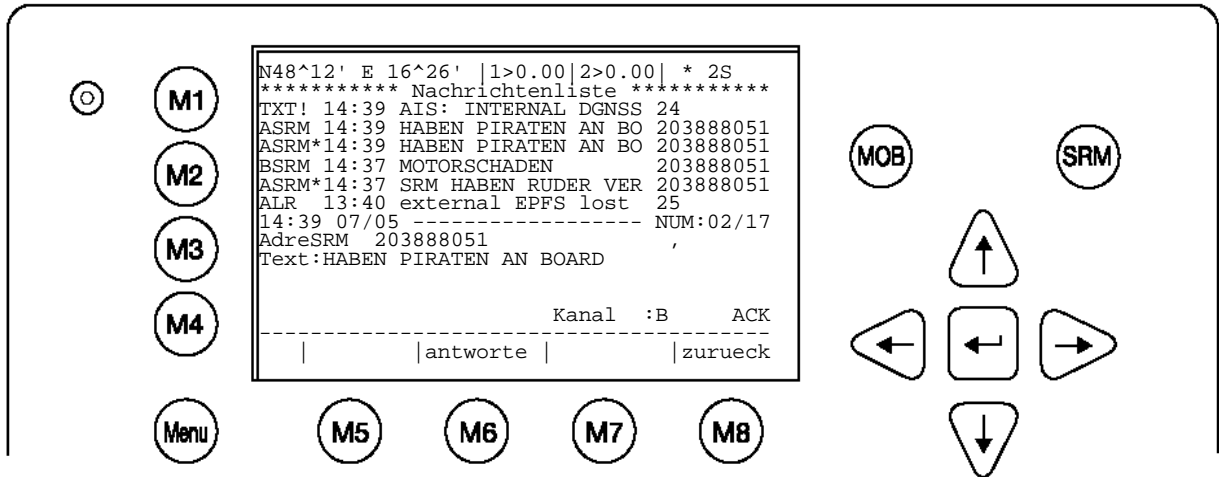 N48^12' E 16^26' |1>0.00|2>0.00| * 2S
*********** Nachrichtenliste ***********
TXT! 14:39 AIS: INTERNAL DGNSS 24
ASRM 14:39 HABEN PIRATEN AN BO 203888051
ASRM*14:39 HABEN PIRATEN AN BO 203888051
BSRM 14:37 MOTORSCHADEN 203888051
ASRM*14:37 SRM HABEN RUDER VER 203888051
ALR 13:40 external EPFS lost 25
14:39 07/05 ------------------ NUM:02/17
AdreSRM 203888051 ,
Text:HABEN PIRATEN AN BOARD
Kanal :B ACK
----------------------------------------
| |antworte | |zurueck
M1
M2
M3
M4
Menu
M5
M6
M7
M8
MOB
SRM